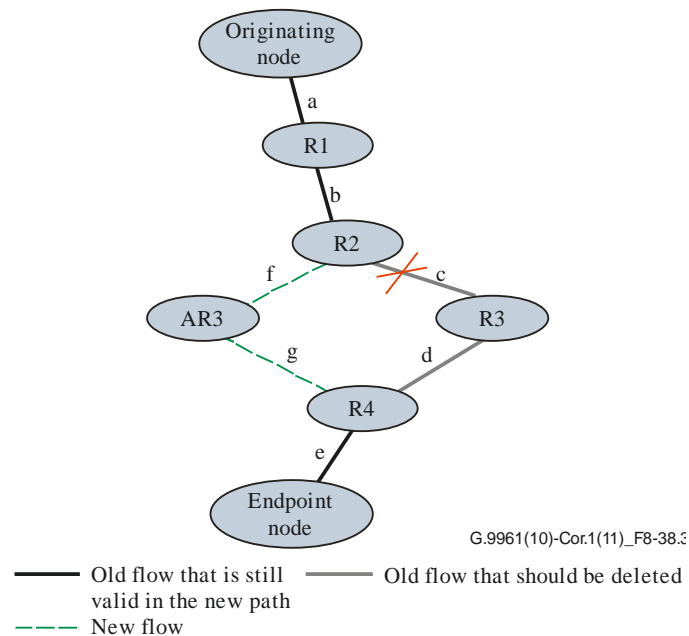 Originating
node
a
R1
b
R2
f
c
AR3
R3
g
d
R4
e
Endpoint
node
G.9961(10)-Cor.1(11)_F8-38.3
Old flow that is still
valid in the new path
Old flow that should be deleted
New flow